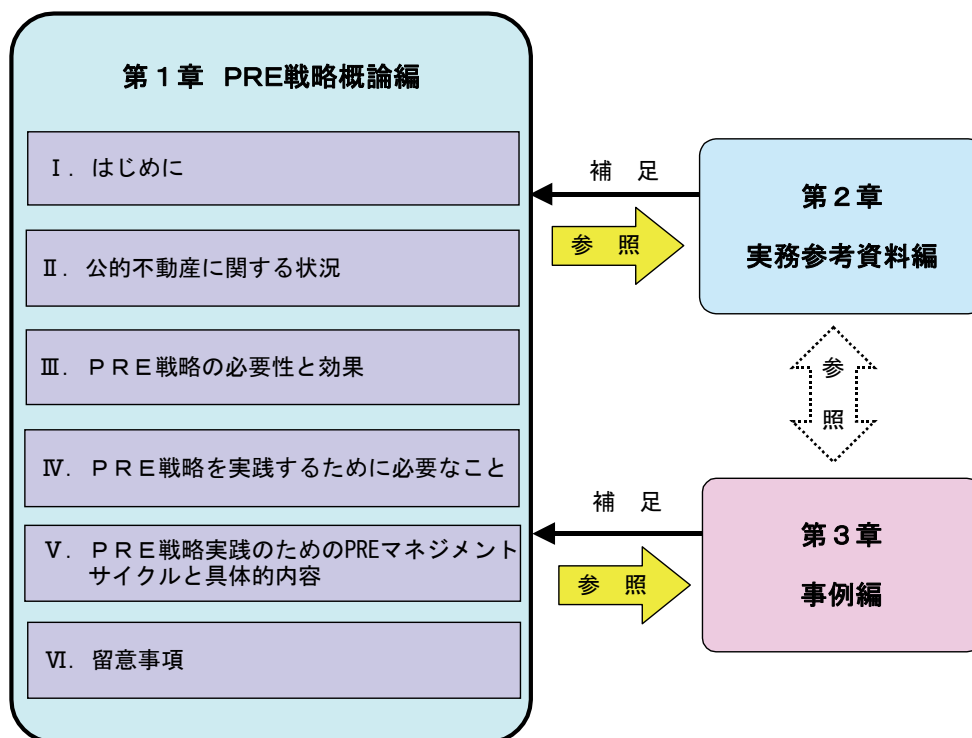 第１章 PRE戦略概論編
Ⅰ. はじめに
Ⅱ. 公的不動産に関する状況
Ⅲ. ＰＲＥ戦略の必要性と効果
Ⅳ. ＰＲＥ戦略を実践するために必要なこと
Ⅴ. ＰＲＥ戦略実践のためのPREマネジメント
サイクルと具体的内容
Ⅵ. 留意事項
補 足
参 照
第２章
実務参考資料編
参
照
補 足
参 照
第３章
事例編